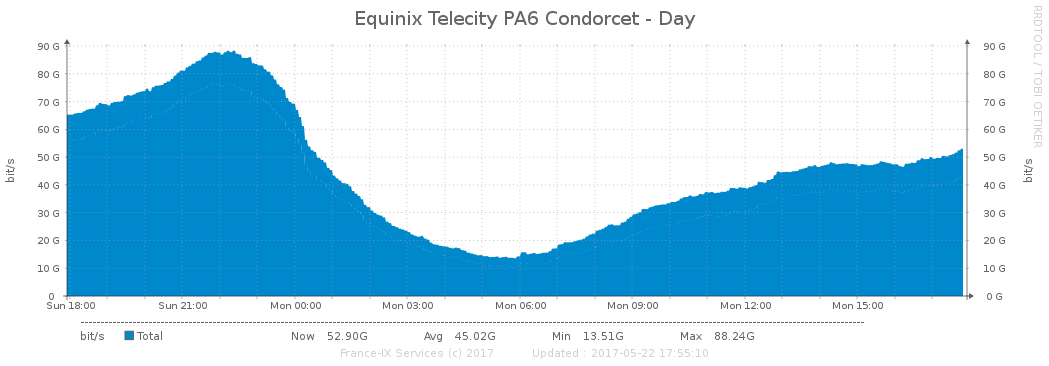 Equinix Telecity PA6 Condorcet - Day
RRDTOOL / TOBI OETIKER
90 G 90 G
80 G 80 G
70 G 70 G
60 G 60 G
50 G 50 G
40 G 40 G
30 G 30 G
20 G 20 G
10 G 10 G
0 0 G
bit/s
bit/s
Sun 18:00 Sun 21:00 Mon 00:00 Mon 03:00 Mon 06:00 Mon 09:00 Mon 12:00 Mon 15:00
bit/s Total Now 52.90G Avg 45.02G Min 13.51G Max 88.24G
France-IX Services (c) 2017 Updated : 2017-05-22 17:55:10